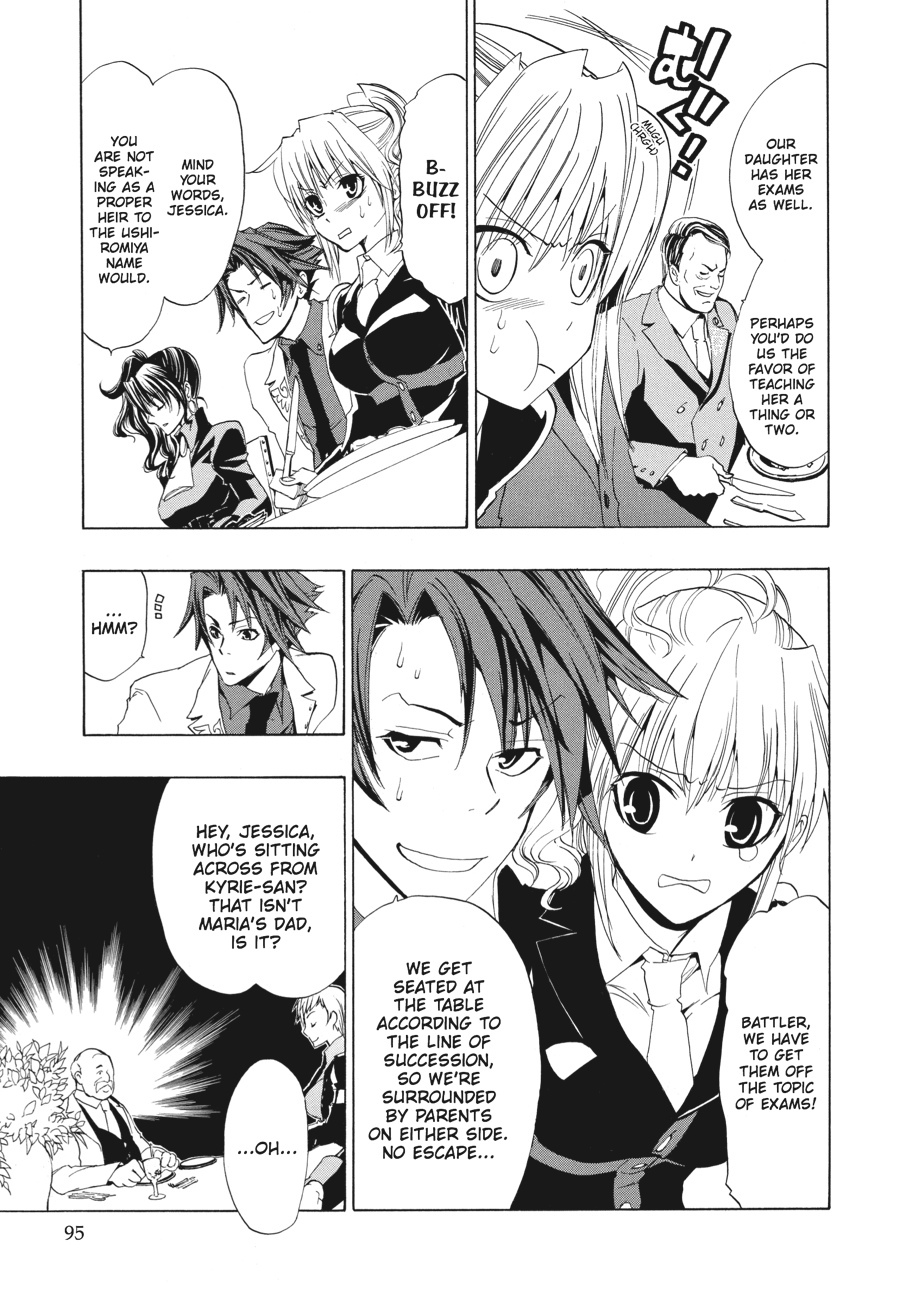 OUR
DAUGHTER
HAS HER
EXAMS
AS WELL.
PERHAPS
YOU'D DO
US THE
FAVOR OF
TEACHING
HER A
THING OR
TWO.
むぐ!
MUGU
(HRGH)
B-
BUZZ
OFF!
MIND
YOUR
WORDS,
JESSICA.
YOU
ARE NOT
SPEAK-
ING AS A
PROPER
HEIR TO
THE USHI-
ROMIYA
NAME
WOULD.
BATTLER,
WE HAVE
TO GET
THEM OFF
THE TOPIC
OF EXAMS!
WE GET
SEATED AT
THE TABLE
ACCORDING TO
THE LINE OF
SUCCESSION,
SO WE'RE
SURROUNDED
BY PARENTS
ON EITHER SIDE.
NO ESCAPE...
...
HMM?
HEY, JESSICA,
WHO'S SITTING
ACROSS FROM
KYRIE-SAN?
THAT ISN'T
MARIA'S DAD,
IS IT?
...OH...
95